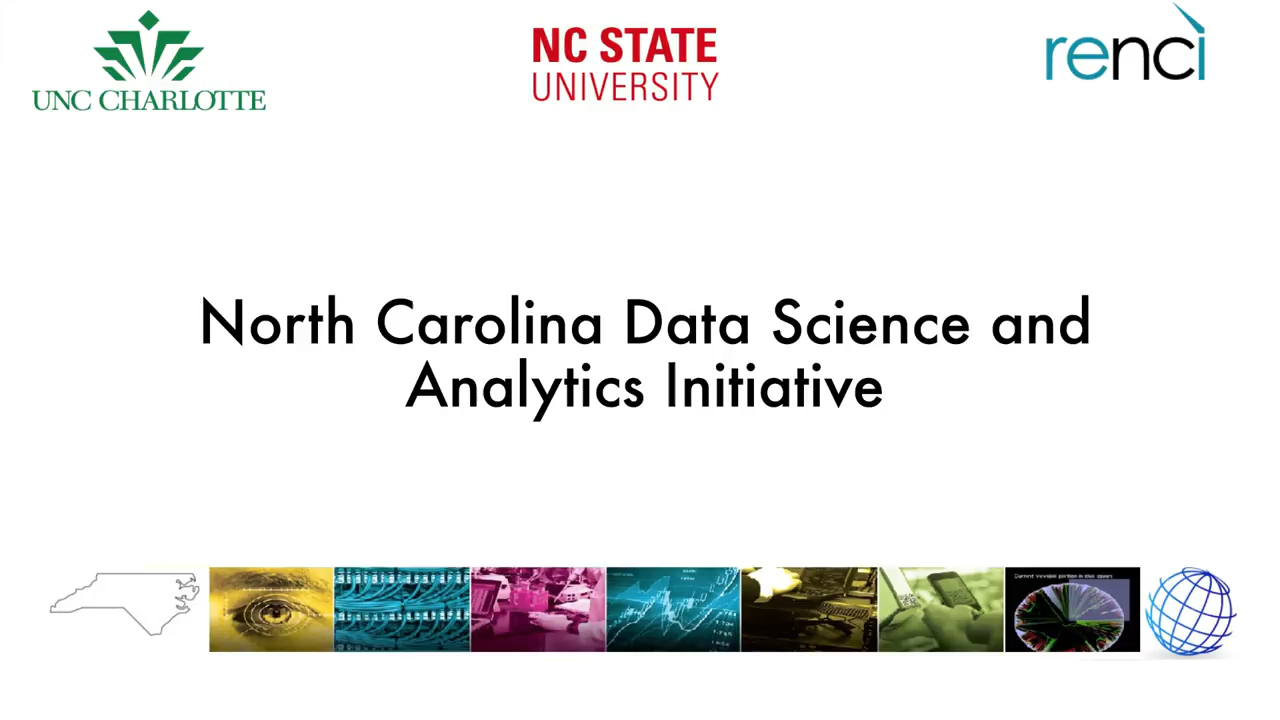 UNC CHARLOTTE
NC STATE
UNIVERSITY
renci
North Carolina Data Science and
Analytics Initiative